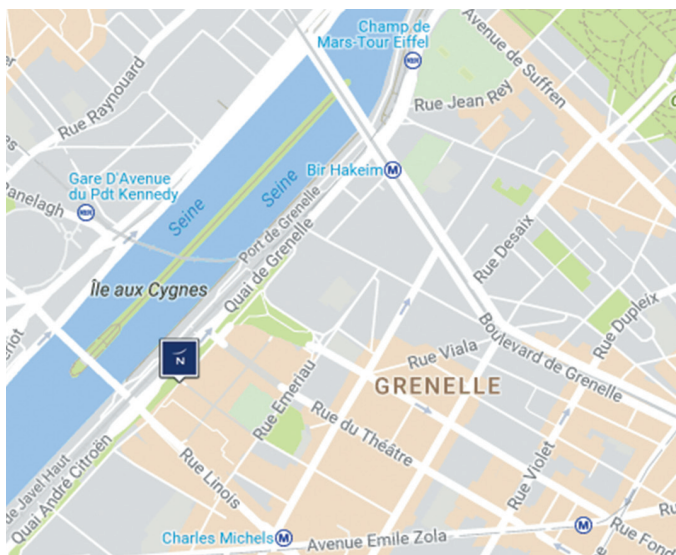 Champ de
Mars-Tour Eiffel
RER
Avenue de Suffren
Rue Jean Rey
Rue Raynouard
Bir Hakeim
M
Gare D'Avenue
du Pdt Kennedy
RER
Ranelagh
Seine
Seine
Port de Grenelle
Quai de Grenelle
Rue Desaix
Île aux Cygnes
Rue Dupleix
Boulevard de Grenelle
N
Rue Viala
GRENELLE
Rue Emeriau
Rue du Théâtre
Rue Linois
Rue Violet
de Javel Haut
Quai André Citroën
Charles Michels
M
Avenue Emile Zola
M
Rue Fond